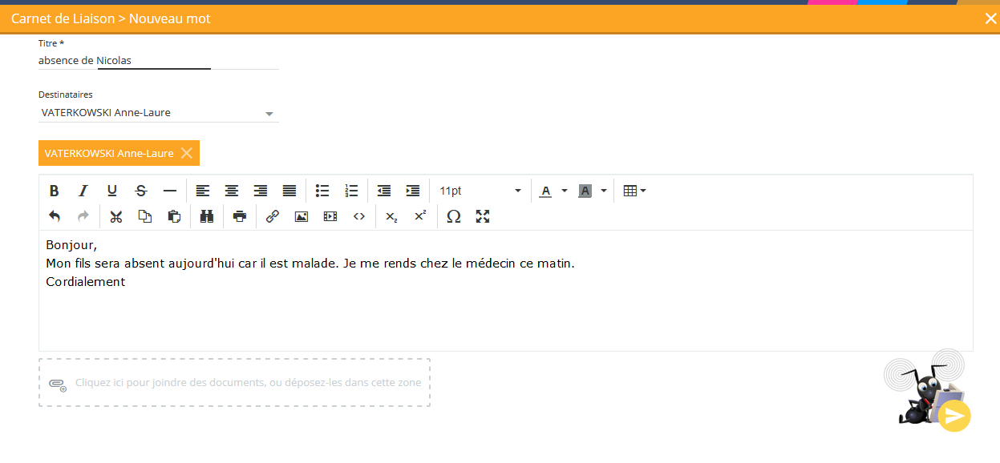 Carnet de Liaison > Nouveau mot
Titre *
absence de Nicolas
Destinataires
VATERKOWSKI Anne-Laure
VATERKOWSKI Anne-Laure
B I U S 11pt A A
x₂ x² Ω
Bonjour,
Mon fils sera absent aujourd'hui car il est malade. Je me rends chez le médecin ce matin.
Cordialement
Cliquez ici pour joindre des documents, ou déposez-les dans cette zone